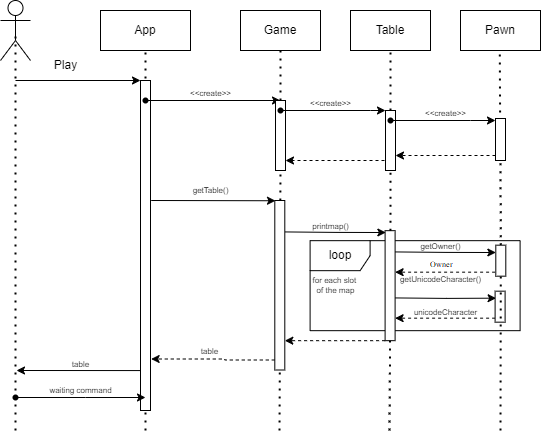 App
Game
Table
Pawn
Play
<<create>>
<<create>>
<<create>>
getTable()
printmap()
loop
for each slot
of the map
getOwner()
Owner
getUnicodeCharacter()
unicodeCharacter
table
table
waiting command